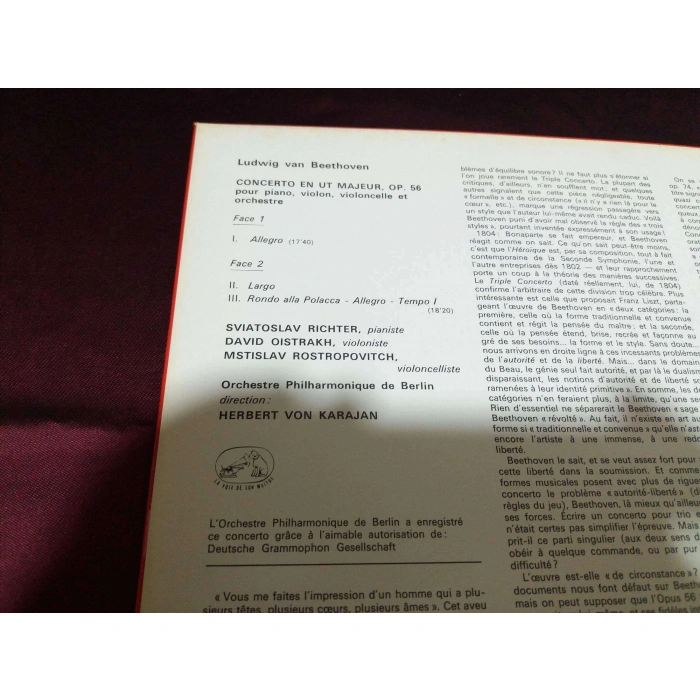 Ludwig van Beethoven
CONCERTO EN UT MAJEUR, OP. 56
pour piano, violon, violoncelle et
orchestre
Face 1
I. Allegro (17'40)
Face 2
II. Largo
III. Rondo alla Polacca - Allegro - Tempo I
(18'20)
SVIATOSLAV RICHTER, pianiste
DAVID OISTRAKH, violoniste
MSTISLAV ROSTROPOVITCH,
violoncelliste
Orchestre Philharmonique de Berlin
direction:
HERBERT VON KARAJAN
LA VOIX DE SON MAITRE
L'Orchestre Philharmonique de Berlin a enregistré
ce concerto grâce à l'aimable autorisation de:
Deutsche Grammophon Gesellschaft
« Vous me faites l'impression d'un homme qui a plu-
sieurs têtes, plusieurs cœurs, plusieurs âmes ». Cet aveu
blèmes d'équilibre sonore? Il ne faut plus s'étonner si
l'on joue rarement le Triple Concerto. La plupart des
critiques, d'ailleurs, n'en soufflent mot; et quelques
autres signalent que cette pièce négligeable, toute
« formelle » et de circonstance (« il n'y a rien là pour le
cœur », etc.), marque une régression passagère vers
un style que l'auteur lui-même avait rendu caduc. Voilà
Beethoven puni d'avoir mal observé la règle des « trois
styles », pourtant inventée expressément à son usage!
1804: Bonaparte se fait empereur, et Beethoven
réagit comme on sait. Ce qu'on sait peut-être moins,
c'est que l'Héroïque est, par sa composition, tout à fait
contemporaine de la Seconde Symphonie, l'une et
l'autre entreprises dès 1802 — et leur rapprochement
porte un coup à la théorie des manières successives.
Le Triple Concerto (daté réellement, lui, de 1804)
confirme l'arbitraire de cette division trop célèbre. Plus
intéressante est celle que proposait Franz Liszt, parta-
geant l'œuvre de Beethoven en « deux catégories: la
première, celle où la forme traditionnelle et convenue
contient et régit la pensée du maître; et la seconde,
celle où la pensée étend, brise, recrée et façonne au
gré de ses besoins... la forme et le style. Sans doute...
nous arrivons en droite ligne à ces incessants problèmes
de l'autorité et de la liberté. Mais... dans le domaine
du Beau, le génie seul fait autorité, et par là le dualisme
disparaissant, les notions d'autorité et de liberté so
ramenées à leur identité primitive ». En somme, les de
catégories n'en feraient plus, à la limite, qu'une seu
Rien d'essentiel ne séparerait le Beethoven « sage
Beethoven « révolté ». Au fait, il n'existe en art au
forme si « traditionnelle et convenue » qu'elle n'ast
encore l'artiste à une immense, à une redo
liberté.
Beethoven le sait, et se veut assez fort pour
cette liberté dans la soumission. Et comme
formes musicales posent avec plus de rigue
concerto le problème « autorité-liberté » (d
règles du jeu), Beethoven, là mieux qu'ailleu
ses forces. Écrire un concerto pour trio e
n'était certes pas simplifier l'épreuve. Mais
prit-il ce parti singulier (aux deux sens d
obéir à quelque commande, ou par pur
difficulté?
L'œuvre est-elle « de circonstance »?
documents nous font défaut sur Beeth
mais on peut supposer que l'Opus 56
On se
op. 74,
titre
quasi
concert
queux,